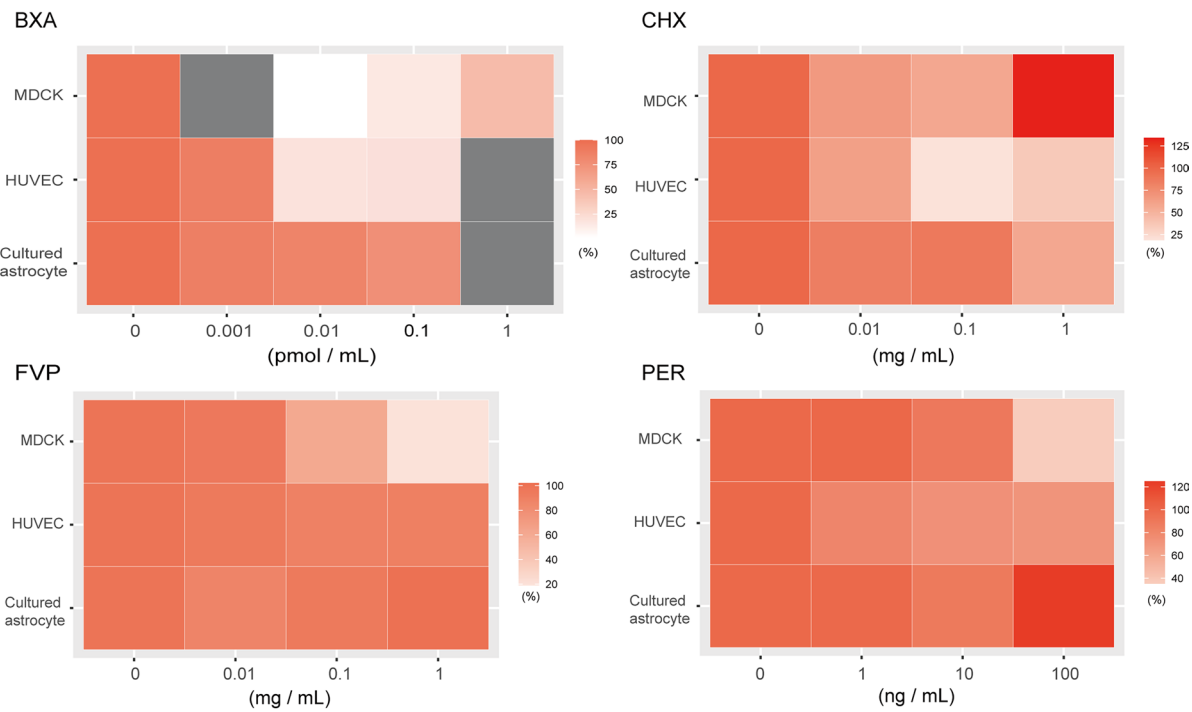 BXA
MDCK
HUVEC
Cultured
astrocyte
0 0.001 0.01 0.1 1
(pmol / mL)
100
75
50
25
(%)
CHX
MDCK
HUVEC
Cultured
astrocyte
0 0.01 0.1 1
(mg / mL)
125
100
75
50
25
(%)
FVP
MDCK
HUVEC
Cultured
astrocyte
0 0.01 0.1 1
(mg / mL)
100
80
60
40
20
(%)
PER
MDCK
HUVEC
Cultured
astrocyte
0 1 10 100
(ng / mL)
120
100
80
60
40
(%)